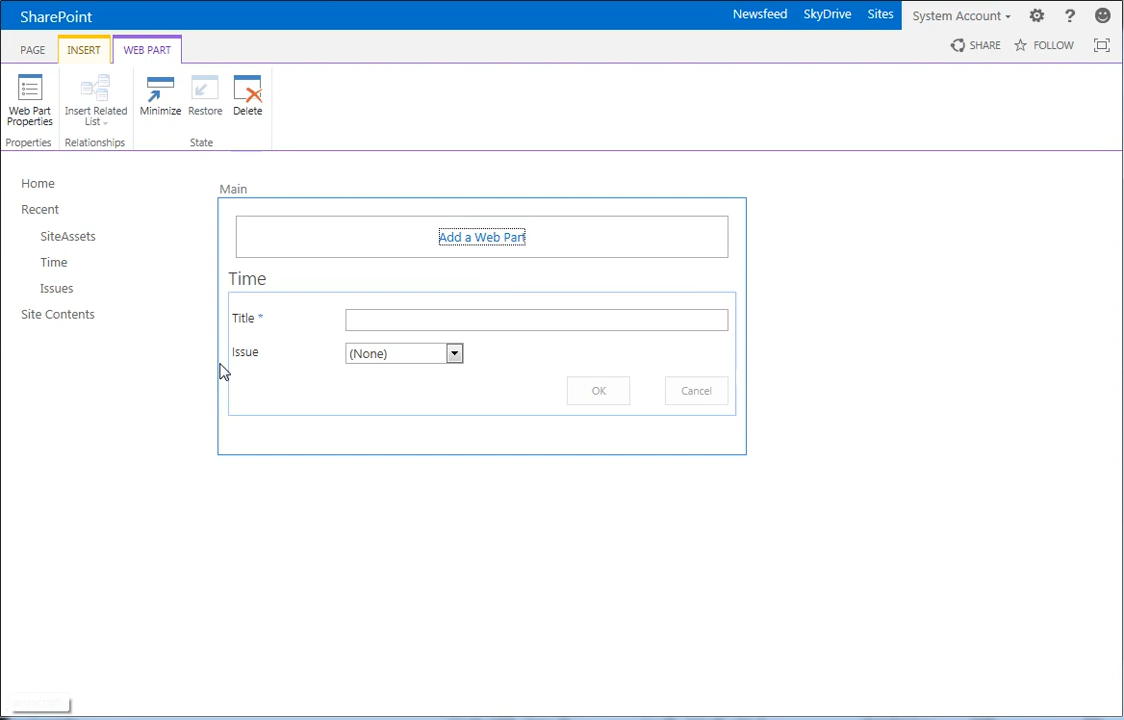 SharePoint
Newsfeed SkyDrive Sites System Account ?
PAGE INSERT WEB PART
SHARE FOLLOW
Web Part Properties
Insert Related List
Minimize
Restore
Delete
Properties Relationships State
Home
Recent
SiteAssets
Time
Issues
Site Contents
Main
Add a Web Part
Time
Title *
Issue (None)
OK Cancel